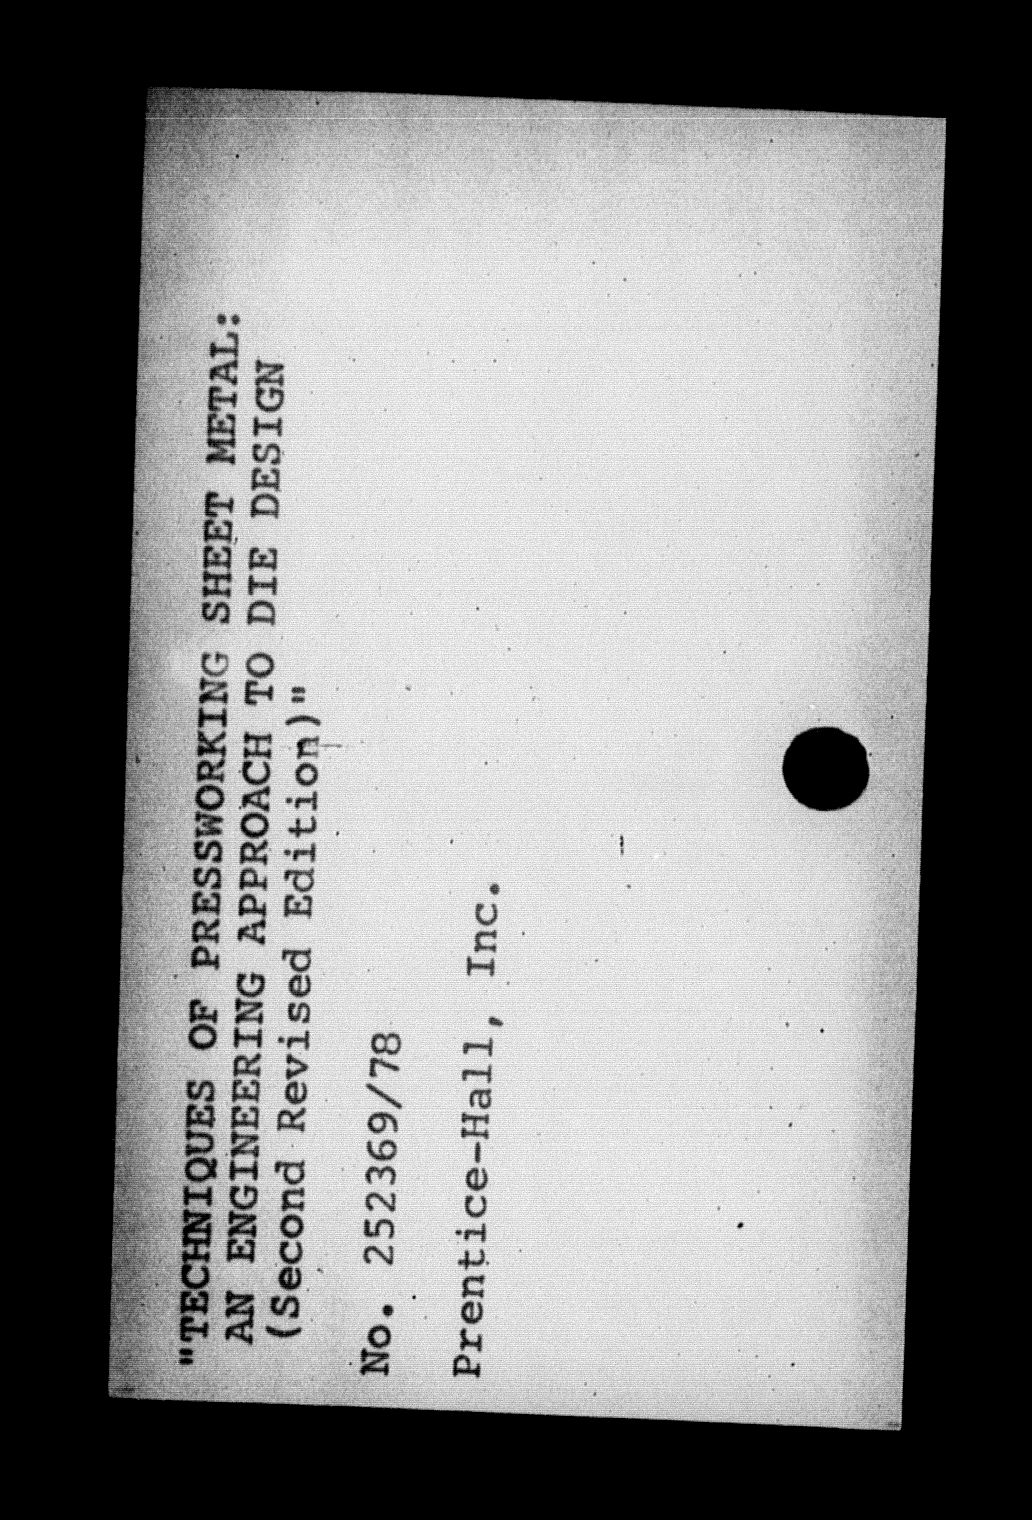 "TECHNIQUES OF PRESSWORKING SHEET METAL:
AN ENGINEERING APPROACH TO DIE DESIGN
(Second Revised Edition)"
No. 252369/78
Prentice-Hall, Inc.